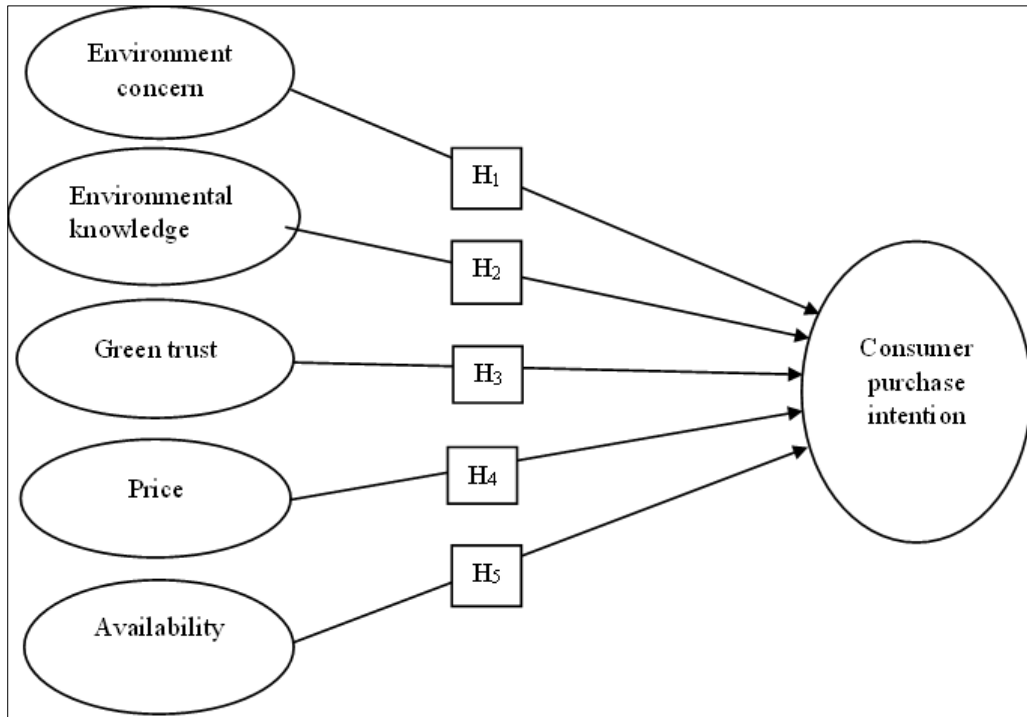 Environment
concern
H₁
Environmental
knowledge
H₂
Green trust
H₃
Consumer
purchase
intention
Price
H₄
Availability
H₅